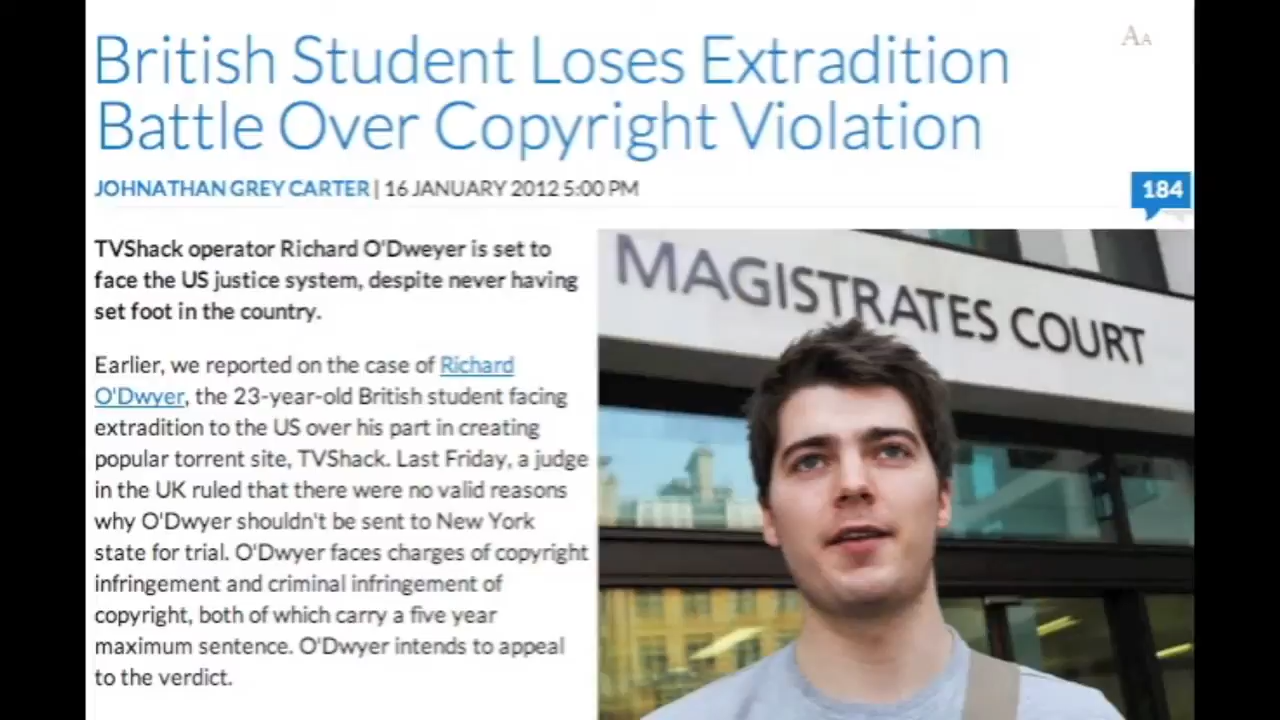 British Student Loses Extradition
Battle Over Copyright Violation
AA
JOHNATHAN GREY CARTER | 16 JANUARY 2012 5:00 PM
184
TVShack operator Richard O'Dweyer is set to
face the US justice system, despite never having
set foot in the country.
Earlier, we reported on the case of Richard
O'Dwyer, the 23-year-old British student facing
extradition to the US over his part in creating
popular torrent site, TVShack. Last Friday, a judge
in the UK ruled that there were no valid reasons
why O'Dwyer shouldn't be sent to New York
state for trial. O'Dwyer faces charges of copyright
infringement and criminal infringement of
copyright, both of which carry a five year
maximum sentence. O'Dwyer intends to appeal
to the verdict.
MAGISTRATES COURT